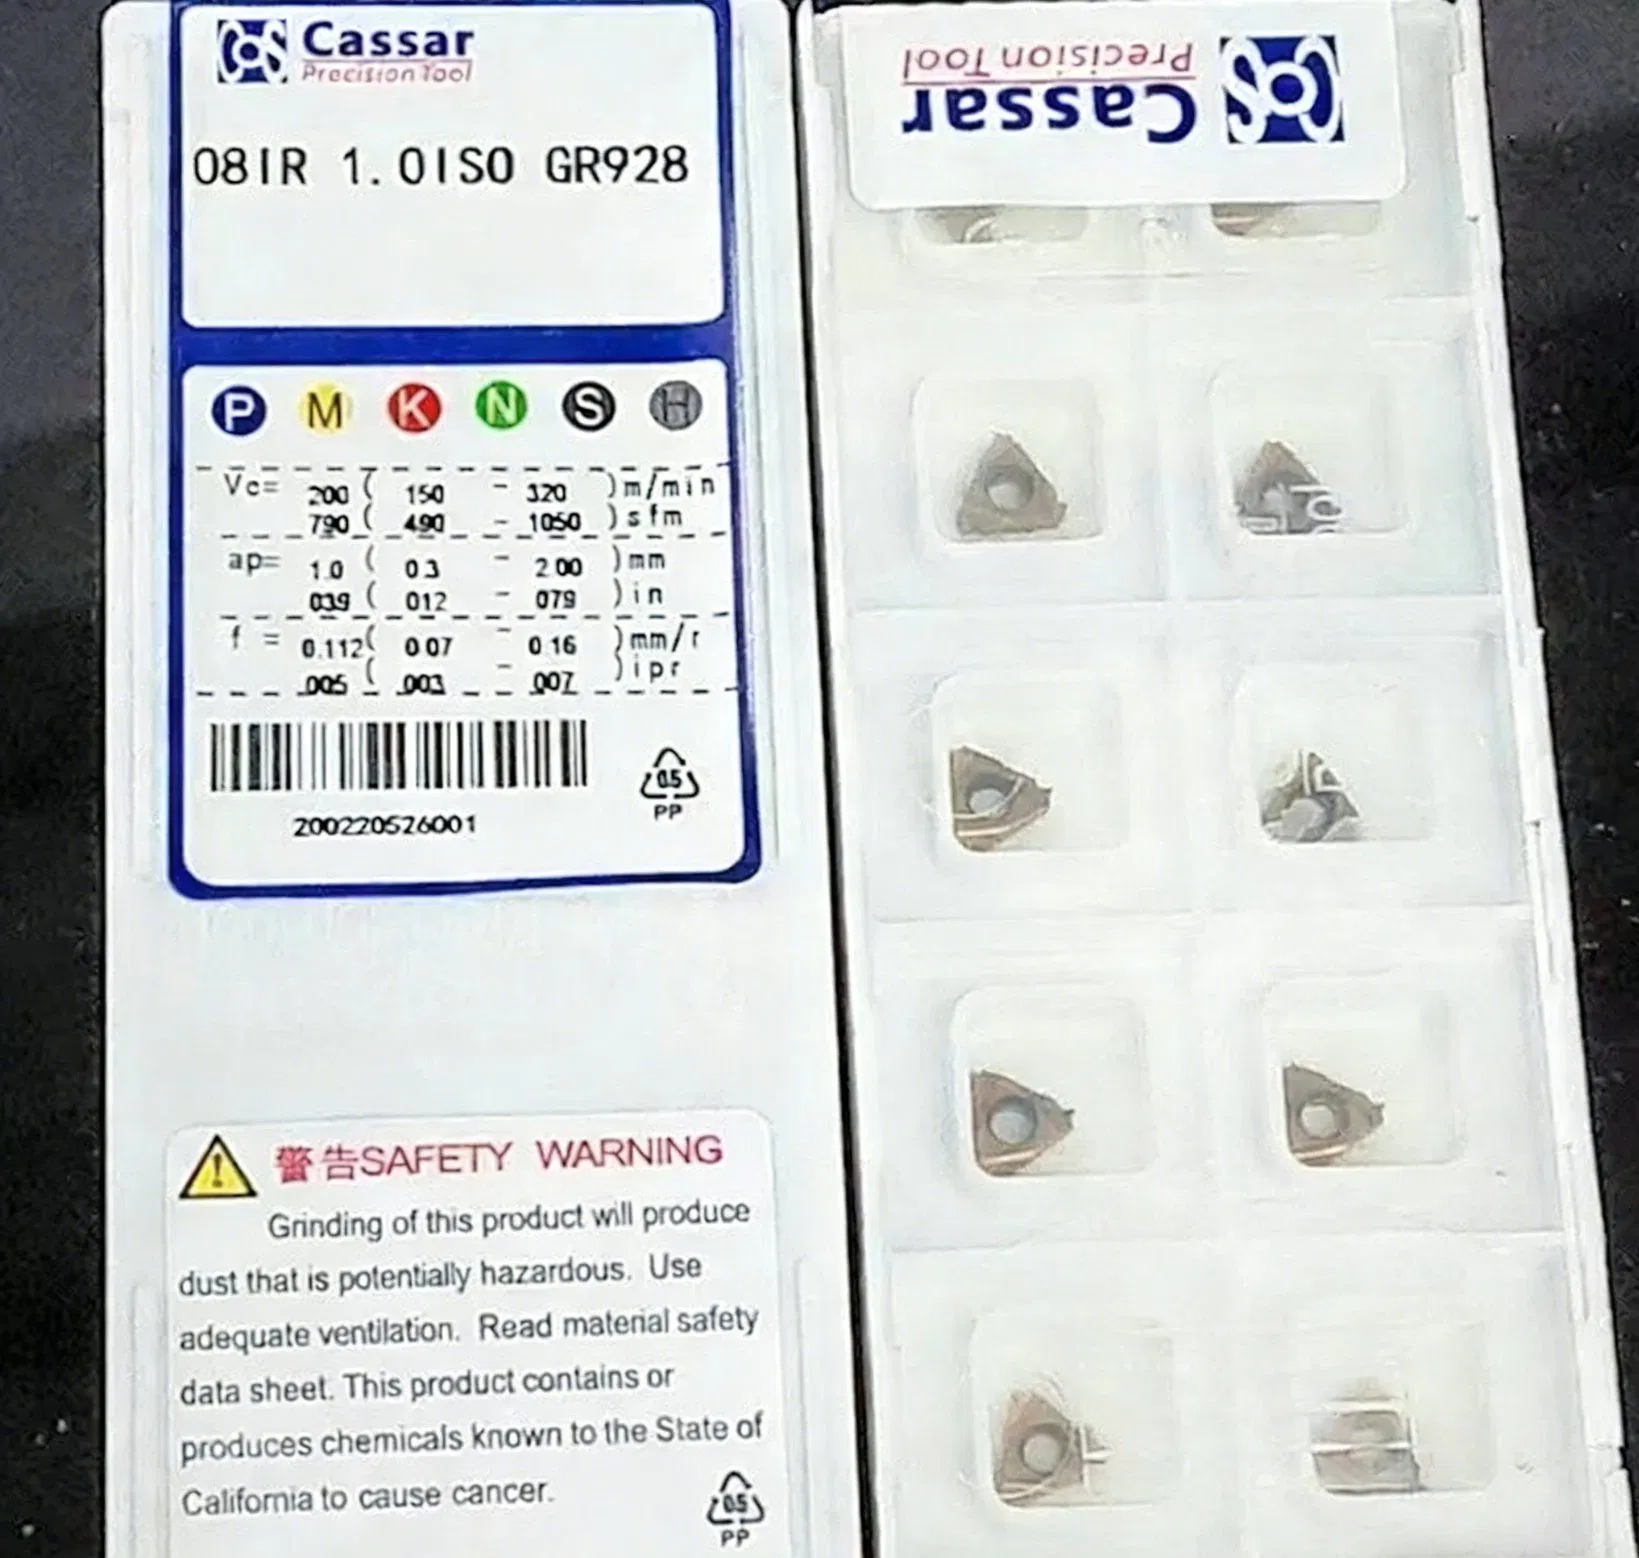 Cassar
Precision Tool
08IR 1.0ISO GR928
P M K N S H
Vc= 200 ( 150 - 320 )m/min
790 ( 490 - 1050 )sfm
ap= 1.0 ( 0.3 - 2.00 )mm
.039 ( .012 - .079 )in
f = 0.112( 0.07 - 0.16 )mm/r
.005 ( .003 - .007 )ipr
200220526001
05
PP
警告SAFETY WARNING
Grinding of this product will produce
dust that is potentially hazardous. Use
adequate ventilation. Read material safety
data sheet. This product contains or
produces chemicals known to the State of
California to cause cancer.
05
PP
Cassar
Precision Tool